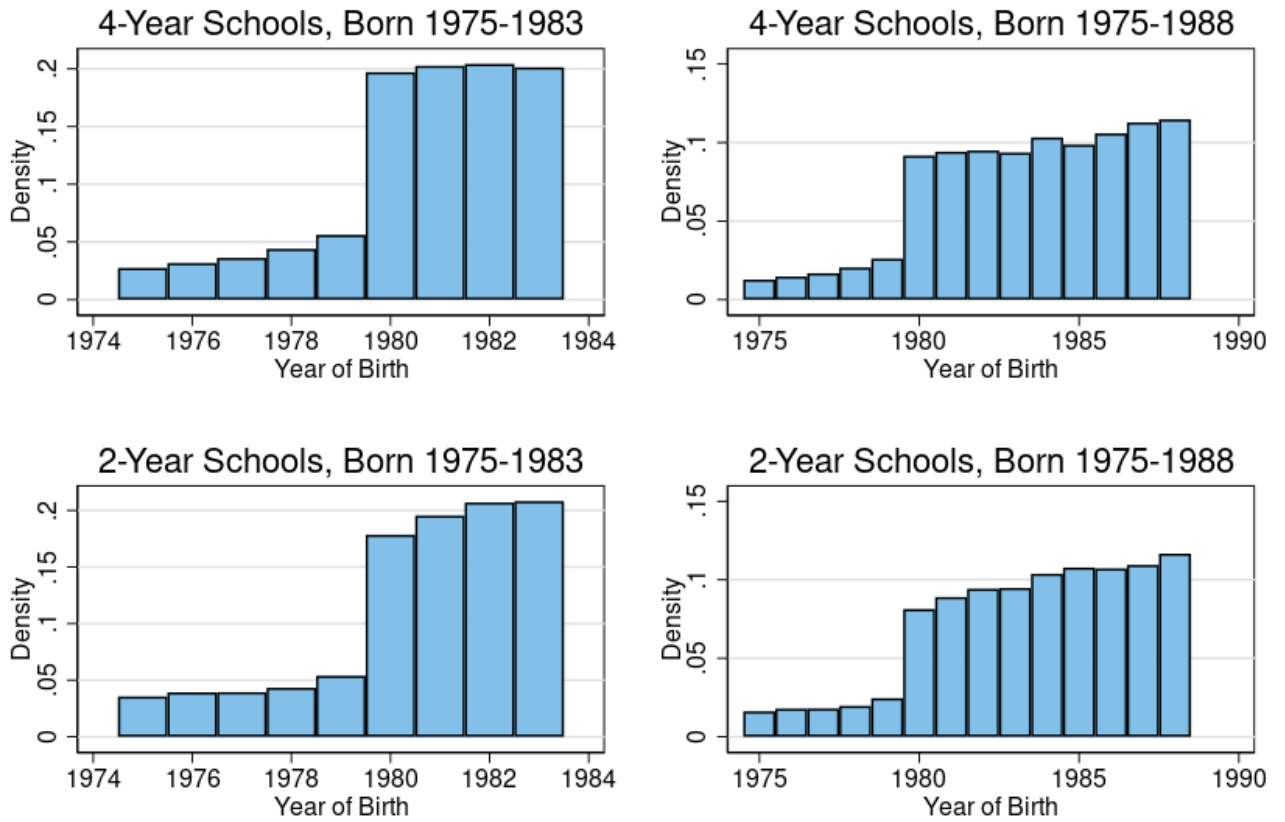 4-Year Schools, Born 1975-1983
Density
.2
.15
.1
.05
0
1974 1976 1978 1980 1982 1984
Year of Birth
4-Year Schools, Born 1975-1988
Density
.15
.1
.05
0
1975 1980 1985 1990
Year of Birth
2-Year Schools, Born 1975-1983
Density
.2
.15
.1
.05
0
1974 1976 1978 1980 1982 1984
Year of Birth
2-Year Schools, Born 1975-1988
Density
.15
.1
.05
0
1975 1980 1985 1990
Year of Birth